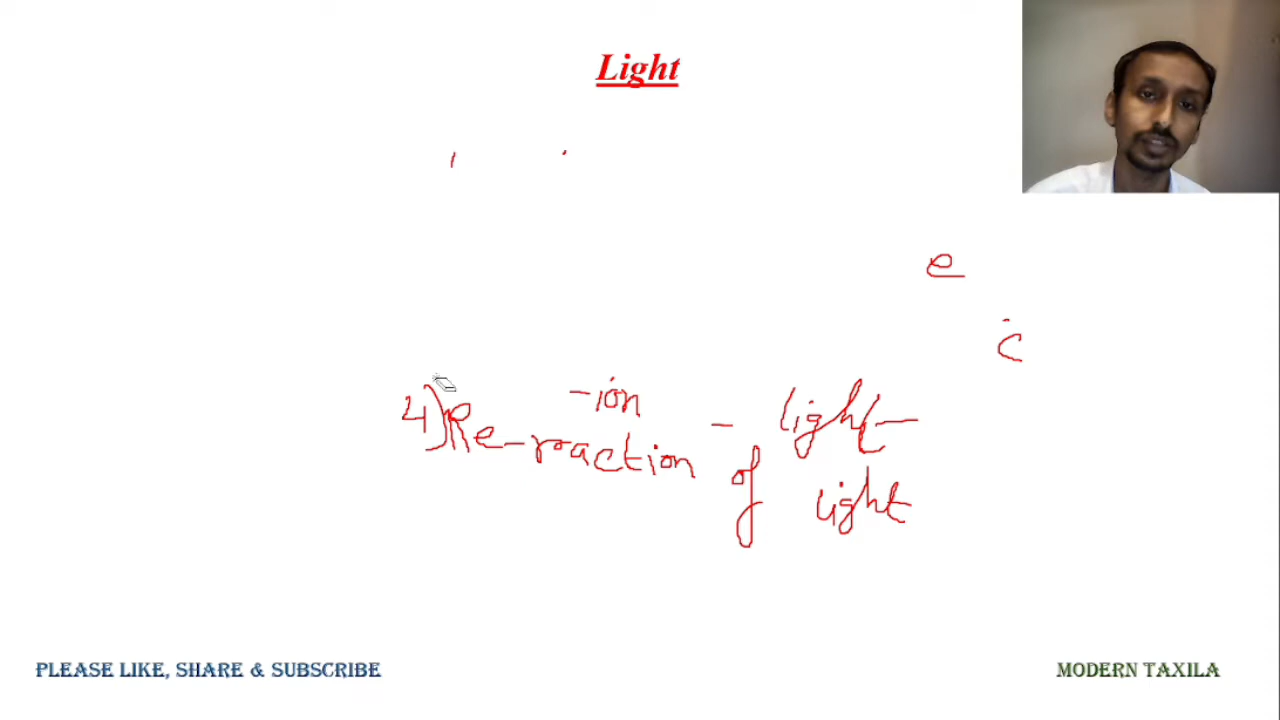 Light
e
c
-ion - light
4) Re-raction of
light
PLEASE LIKE, SHARE & SUBSCRIBE
MODERN TAXILA